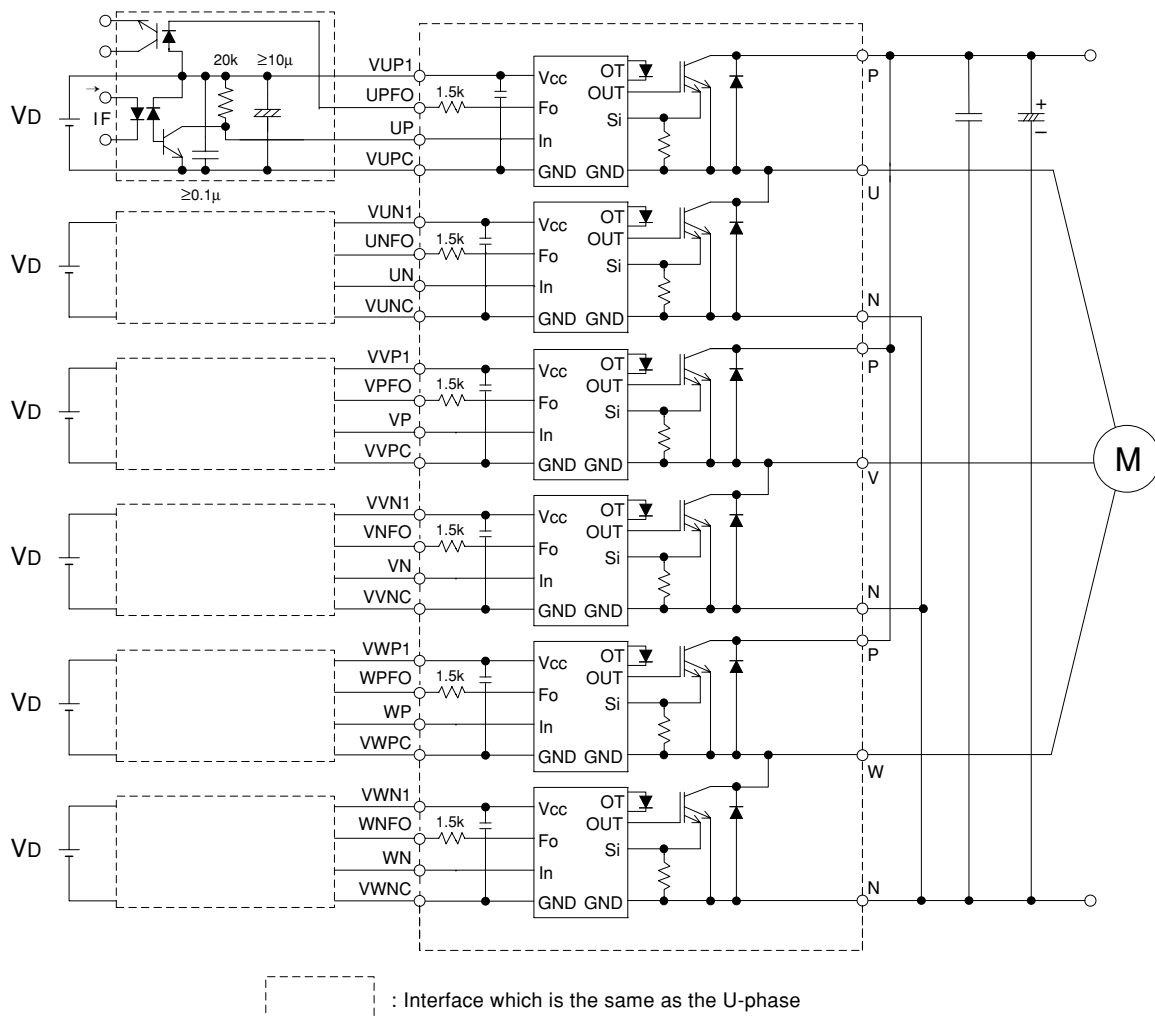 20k ≥10µ
VD
IF
≥0.1µ
VUP1
UPFO
UP
VUPC
1.5k
Vcc
Fo
In
GND GND
OT
OUT
Si
P
U
+
–
VD
VUN1
UNFO
UN
VUNC
1.5k
Vcc
Fo
In
GND GND
OT
OUT
Si
N
VD
VVP1
VPFO
VP
VVPC
1.5k
Vcc
Fo
In
GND GND
OT
OUT
Si
P
V
M
VD
VVN1
VNFO
VN
VVNC
1.5k
Vcc
Fo
In
GND GND
OT
OUT
Si
N
VD
VWP1
WPFO
WP
VWPC
1.5k
Vcc
Fo
In
GND GND
OT
OUT
Si
P
W
VD
VWN1
WNFO
WN
VWNC
1.5k
Vcc
Fo
In
GND GND
OT
OUT
Si
N
: Interface which is the same as the U-phase